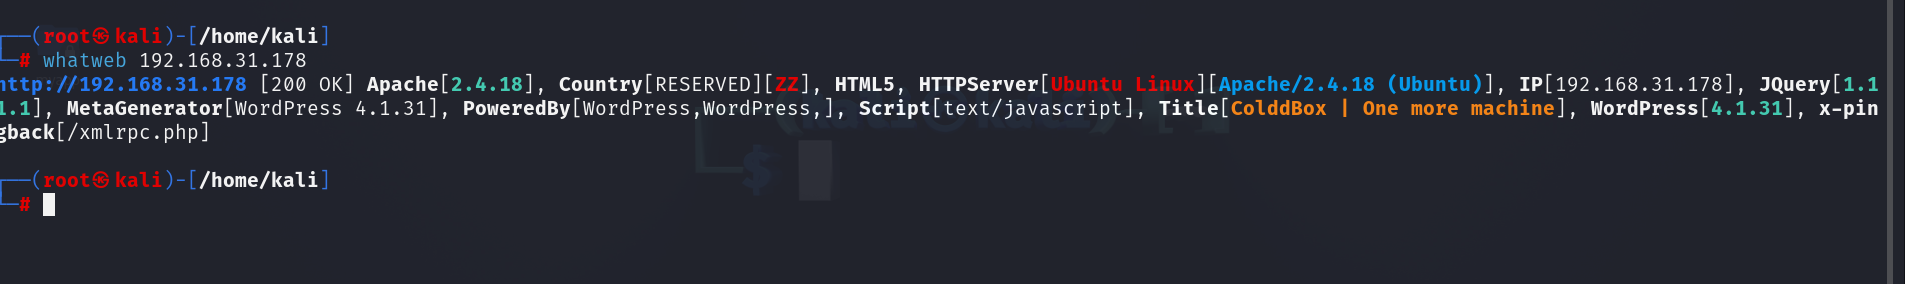 ┌──(root㉿kali)-[/home/kali]
└─# whatweb 192.168.31.178
http://192.168.31.178 [200 OK] Apache[2.4.18], Country[RESERVED][ZZ], HTML5, HTTPServer[Ubuntu Linux][Apache/2.4.18 (Ubuntu)], IP[192.168.31.178], JQuery[1.1
1.1], MetaGenerator[WordPress 4.1.31], PoweredBy[WordPress,WordPress,], Script[text/javascript], Title[ColddBox | One more machine], WordPress[4.1.31], x-pin
gback[/xmlrpc.php]
┌──(root㉿kali)-[/home/kali]
└─#